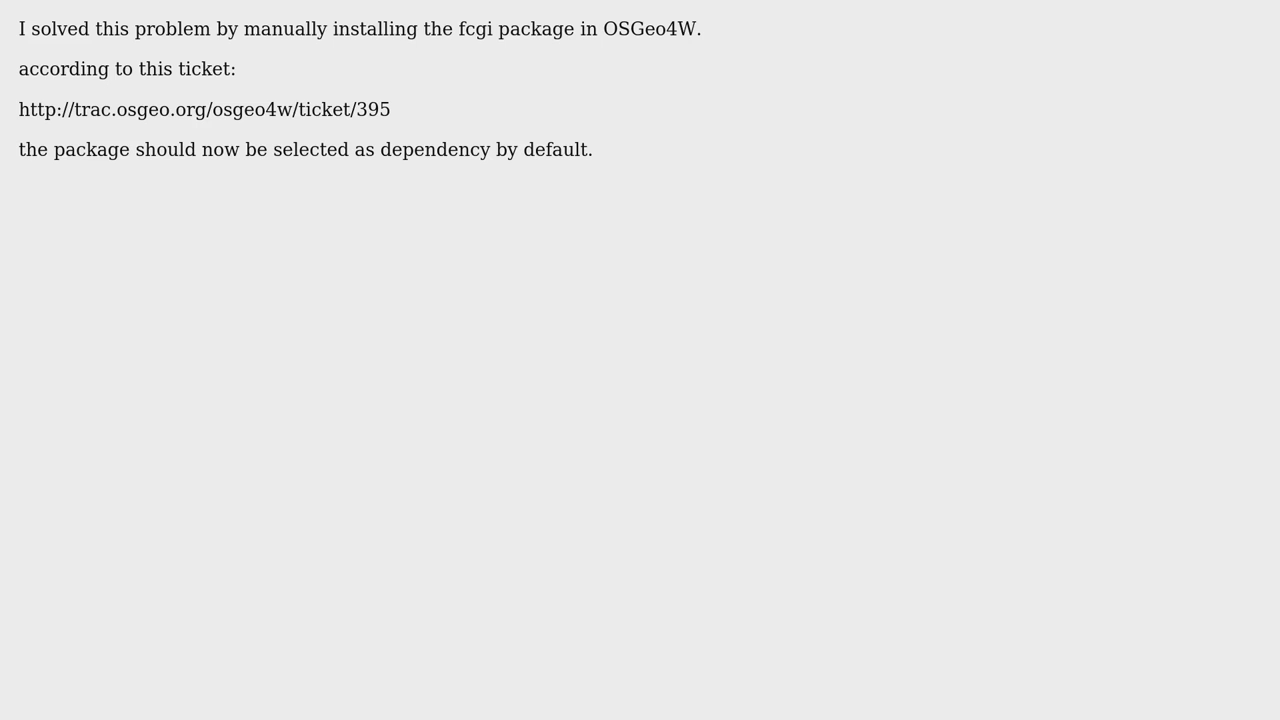 I solved this problem by manually installing the fcgi package in OSGeo4W.
according to this ticket:
http://trac.osgeo.org/osgeo4w/ticket/395
the package should now be selected as dependency by default.